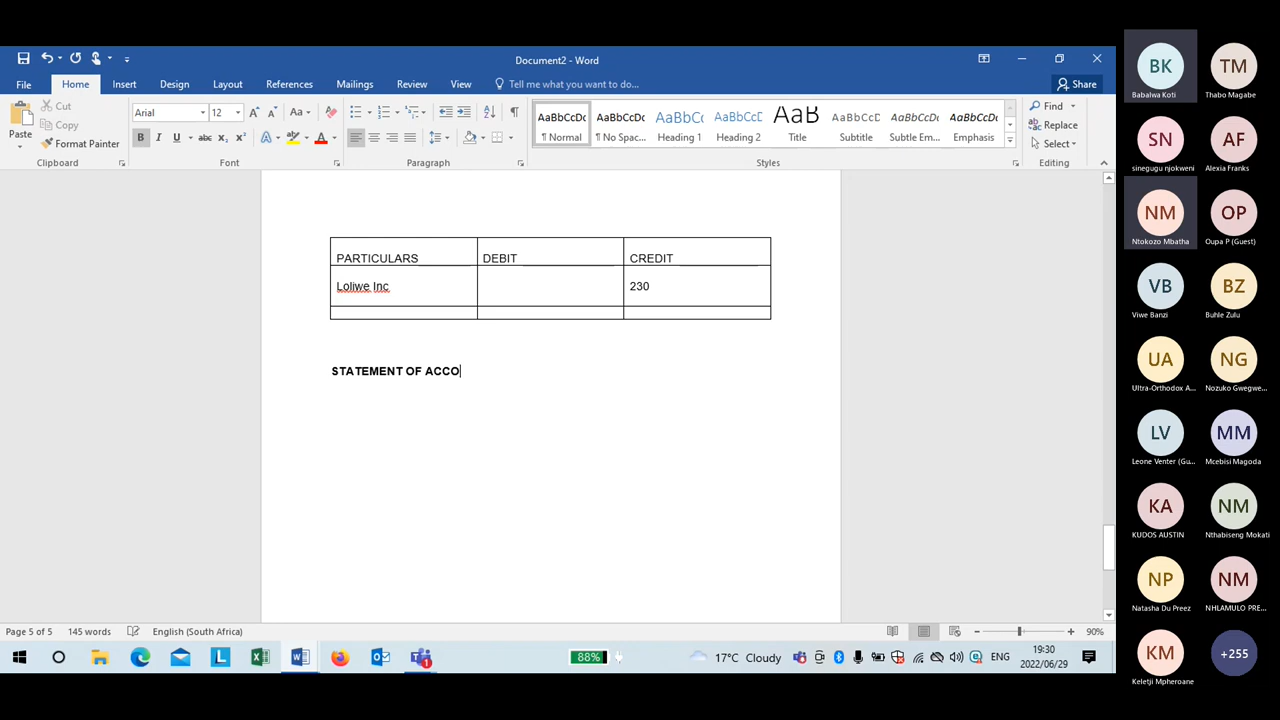 Document2 - Word
File Home Insert Design Layout References Mailings Review View Tell me what you want to do... Share
Paste
Cut
Copy
Format Painter
Clipboard
Arial 12
Font
Paragraph
AaBbCcDc AaBbCcDc AaBbCc AaBbCcD AaB AaBbCcD AaBbCcDc AaBbCcDc
¶ Normal ¶ No Spac... Heading 1 Heading 2 Title Subtitle Subtle Em... Emphasis
Styles
Find
Replace
Select
Editing
PARTICULARS DEBIT CREDIT
Loliwe Inc 230
STATEMENT OF ACCO
Page 5 of 5 145 words English (South Africa) 90%
88% 17°C Cloudy ENG 19:30
2022/06/29
BK TM
Babalwa Koti Thabo Magabe
SN AF
sinegugu njokweni Alexia Franks
NM OP
Ntokozo Mbatha Oupa P (Guest)
VB BZ
Viwe Banzi Buhle Zulu
UA NG
Ultra-Orthodox A... Nozuko Gwegwe...
LV MM
Leone Venter (Gu... Mcebisi Magoda
KA NM
KUDOS AUSTIN Nthabiseng Mokati
NP NM
Natasha Du Preez NHLAMULO PRE...
KM +255
Keletji Mpheroane